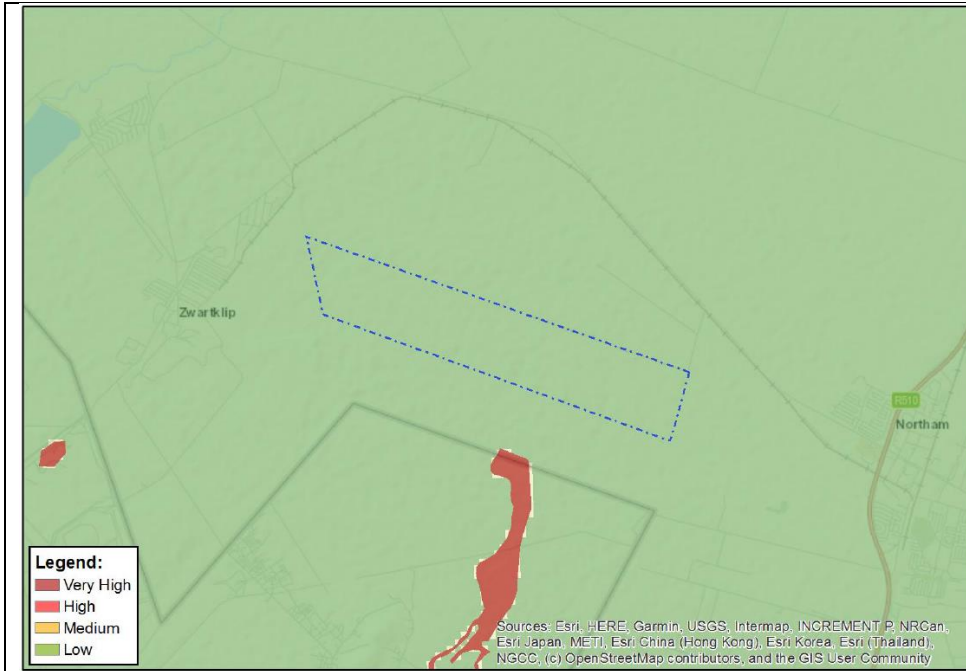 Zwartklip
R510
Northam
Legend:
Very High
High
Medium
Low
Sources: Esri, HERE, Garmin, USGS, Intermap, INCREMENT P, NRCan,
Esri Japan, METI, Esri China (Hong Kong), Esri Korea, Esri (Thailand),
NGCC, (c) OpenStreetMap contributors, and the GIS User Community